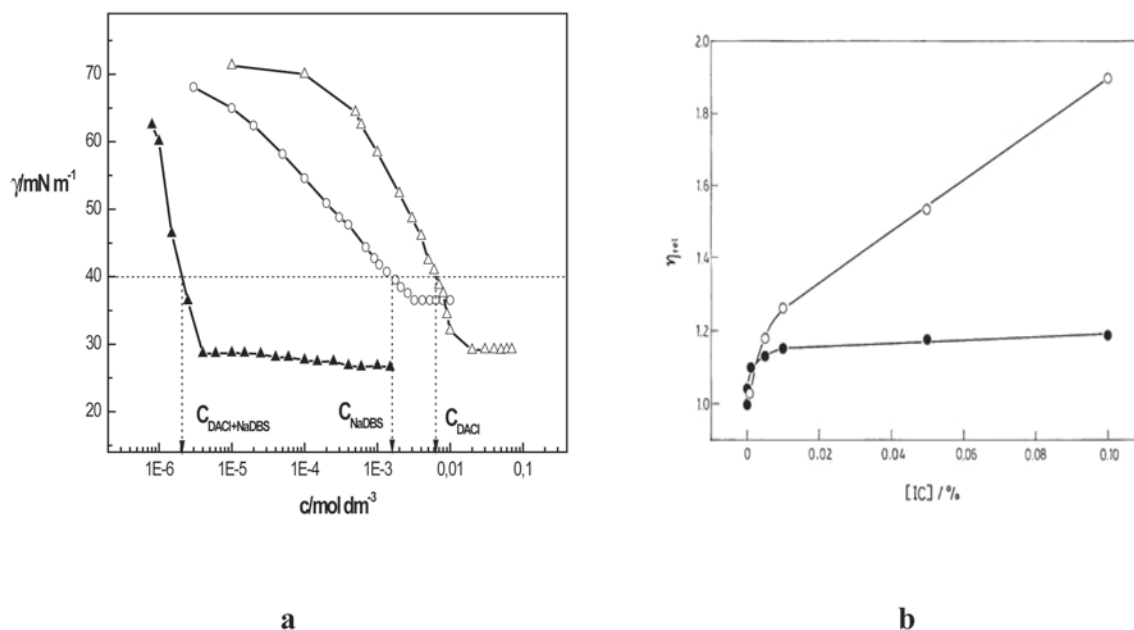 70
60
γ/mN m⁻¹
50
40
30
20
C_DACl+NaDBS
C_NaDBS
C_DACl
1E-6
1E-5
1E-4
1E-3
0,01
0,1
c/mol dm⁻³
a
2.0
1.8
1.6
η_rel
1.4
1.2
1.0
0
0.02
0.04
0.06
0.08
0.10
[IC] / %
b